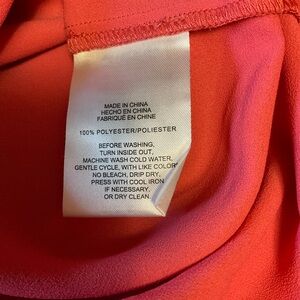 MADE IN CHINA
HECHO EN CHINA
FABRIQUÉ EN CHINE
100% POLYESTER/POLIESTER
BEFORE WASHING,
TURN INSIDE OUT,
MACHINE WASH COLD WATER,
GENTLE CYCLE, WITH LIKE COLOR
NO BLEACH, DRIP DRY,
PRESS WITH COOL IRON
IF NECESSARY,
OR DRY CLEAN.